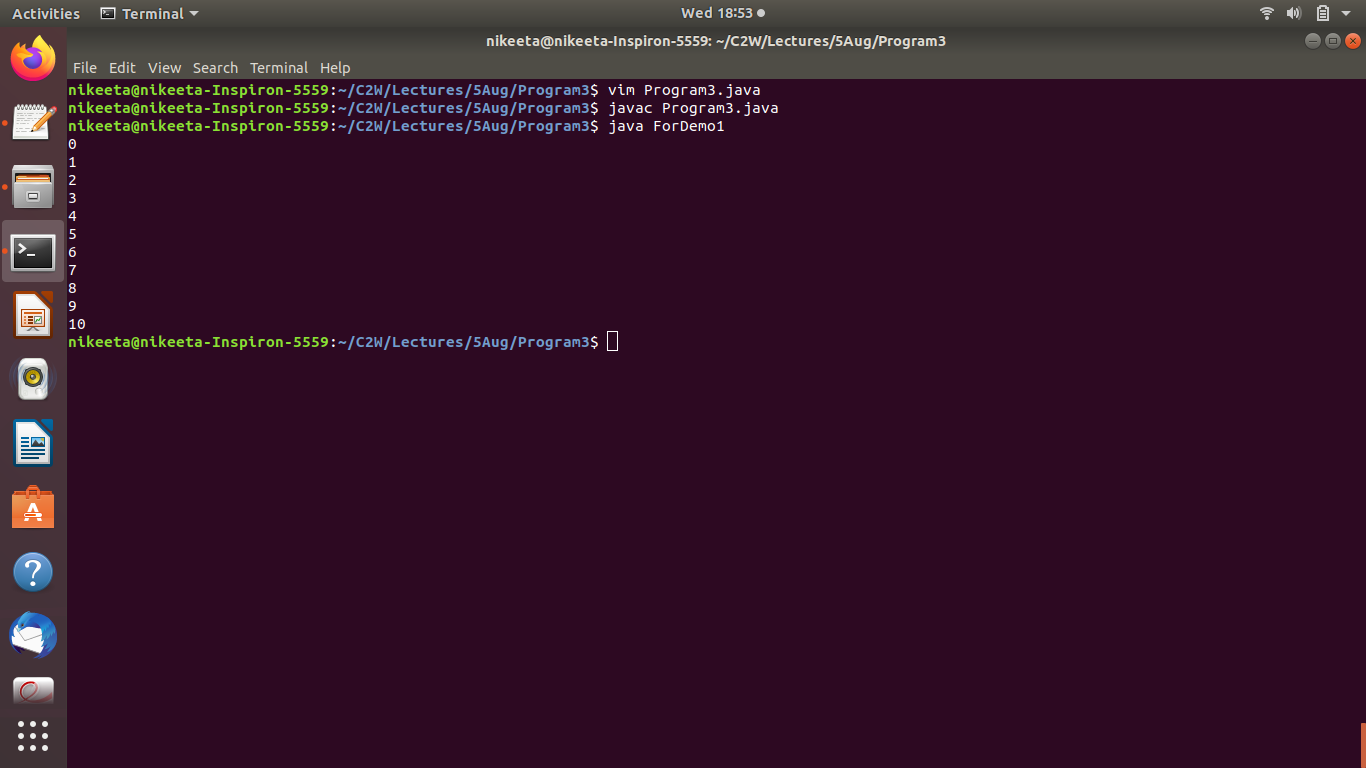 Activities Terminal Wed 18:53
nikeeta@nikeeta-Inspiron-5559: ~/C2W/Lectures/5Aug/Program3
File Edit View Search Terminal Help
nikeeta@nikeeta-Inspiron-5559:~/C2W/Lectures/5Aug/Program3$ vim Program3.java
nikeeta@nikeeta-Inspiron-5559:~/C2W/Lectures/5Aug/Program3$ javac Program3.java
nikeeta@nikeeta-Inspiron-5559:~/C2W/Lectures/5Aug/Program3$ java ForDemo1
0
1
2
3
4
5
6
7
8
9
10
nikeeta@nikeeta-Inspiron-5559:~/C2W/Lectures/5Aug/Program3$